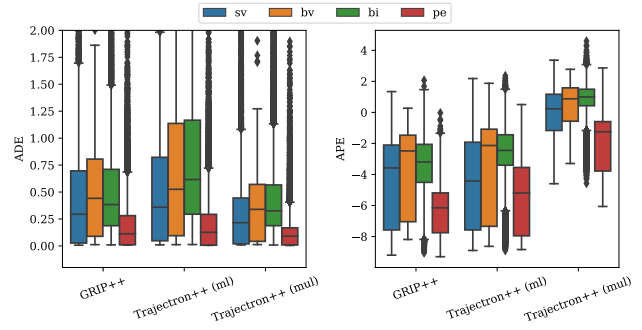 sv bv bi pe
2.00
1.75
1.50
1.25
1.00
0.75
0.50
0.25
0.00
ADE
GRIP++
Trajectron++ (ml)
Trajectron++ (mul)
4
2
0
−2
−4
−6
−8
APE
GRIP++
Trajectron++ (ml)
Trajectron++ (mul)